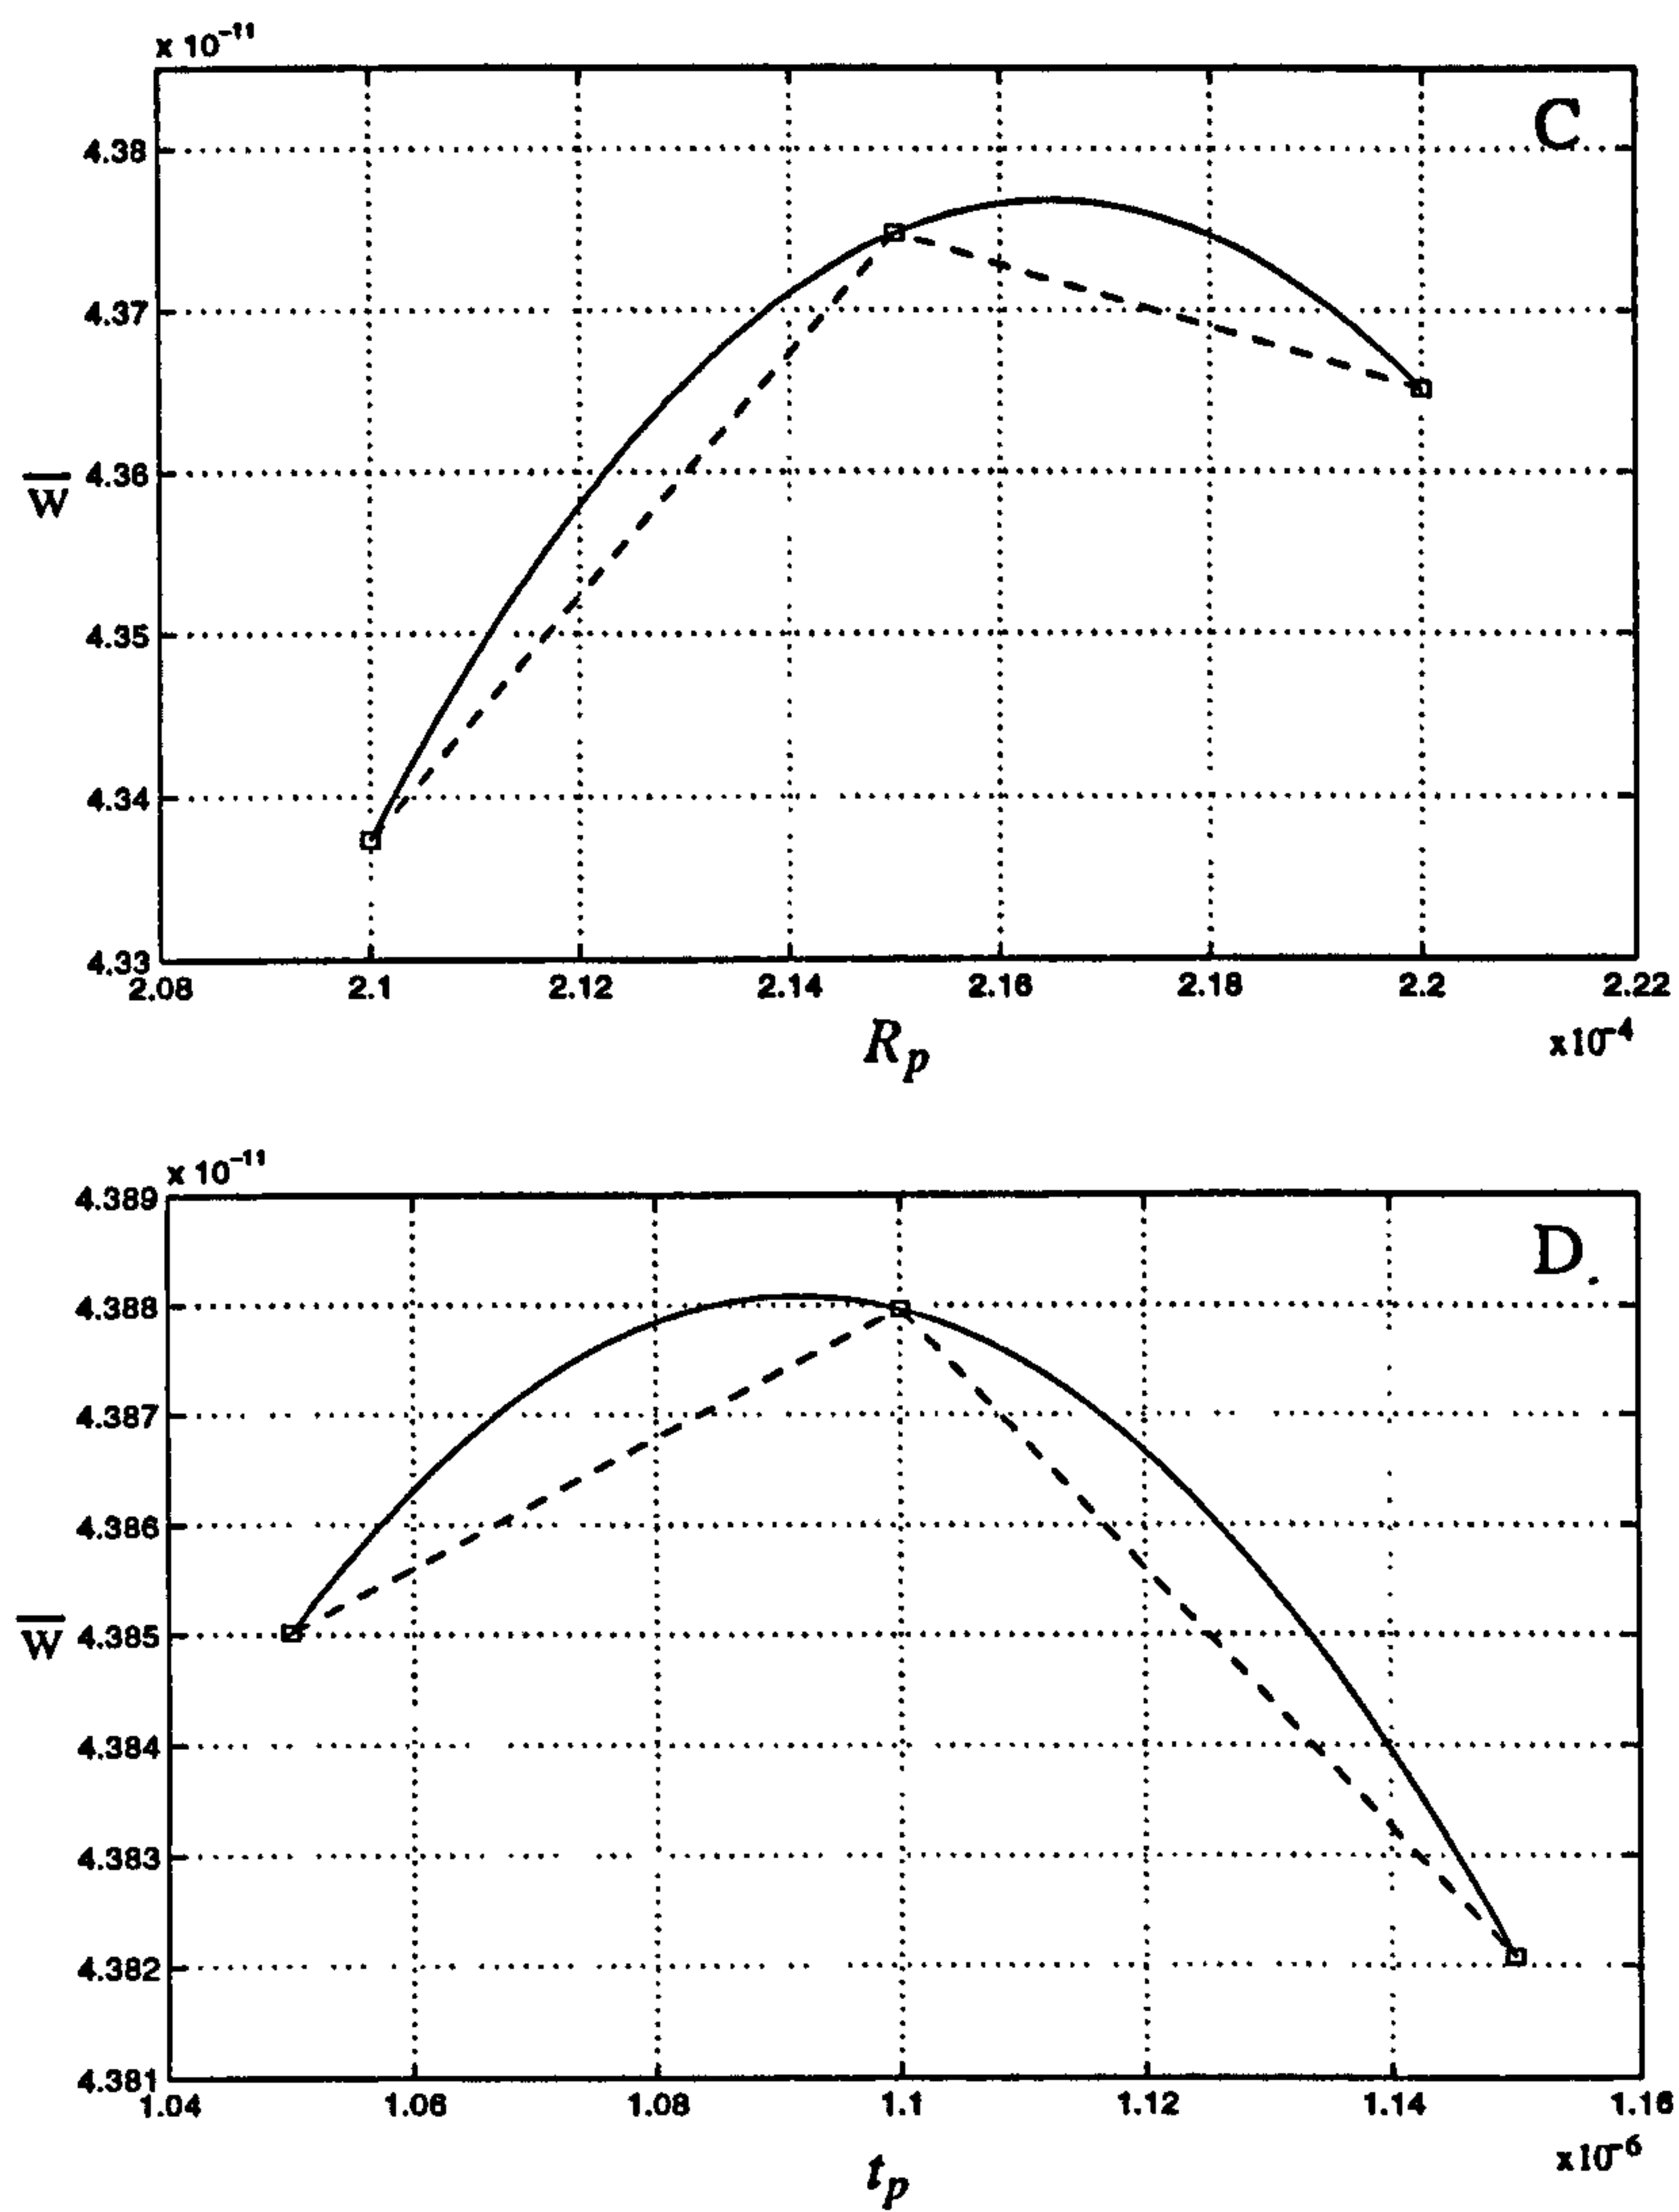 x 10⁻¹¹
C
4.38
4.37
4.36
w̅
4.35
4.34
4.33
2.08 2.1 2.12 2.14 2.16 2.18 2.2 2.22
R_p
x10⁻⁴
x 10⁻¹¹
4.389
D.
4.388
4.387
4.386
w̅ 4.385
4.384
4.383
4.382
4.381
1.04 1.06 1.08 1.1 1.12 1.14 1.16
x10⁻⁶
t_p